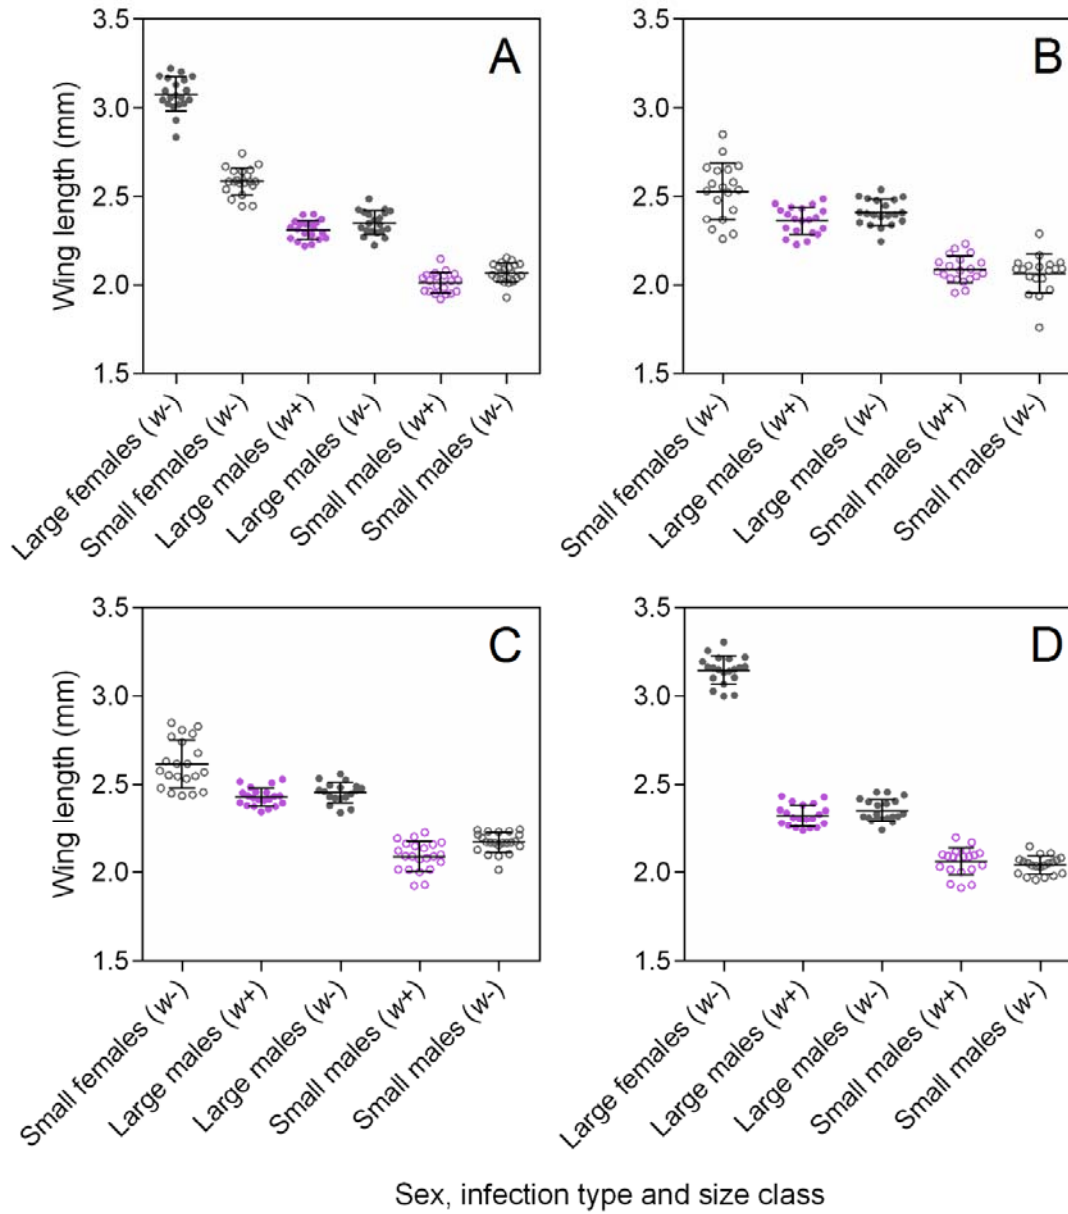 A
Wing length (mm)
3.5
3.0
2.5
2.0
1.5
Large females (w-)
Small females (w-)
Large males (w+)
Large males (w-)
Small males (w+)
Small males (w-)
B
3.5
3.0
2.5
2.0
1.5
Small females (w-)
Large males (w+)
Large males (w-)
Small males (w+)
Small males (w-)
C
Wing length (mm)
3.5
3.0
2.5
2.0
1.5
Small females (w-)
Large males (w+)
Large males (w-)
Small males (w+)
Small males (w-)
D
3.5
3.0
2.5
2.0
1.5
Large females (w-)
Large males (w+)
Large males (w-)
Small males (w+)
Small males (w-)
Sex, infection type and size class